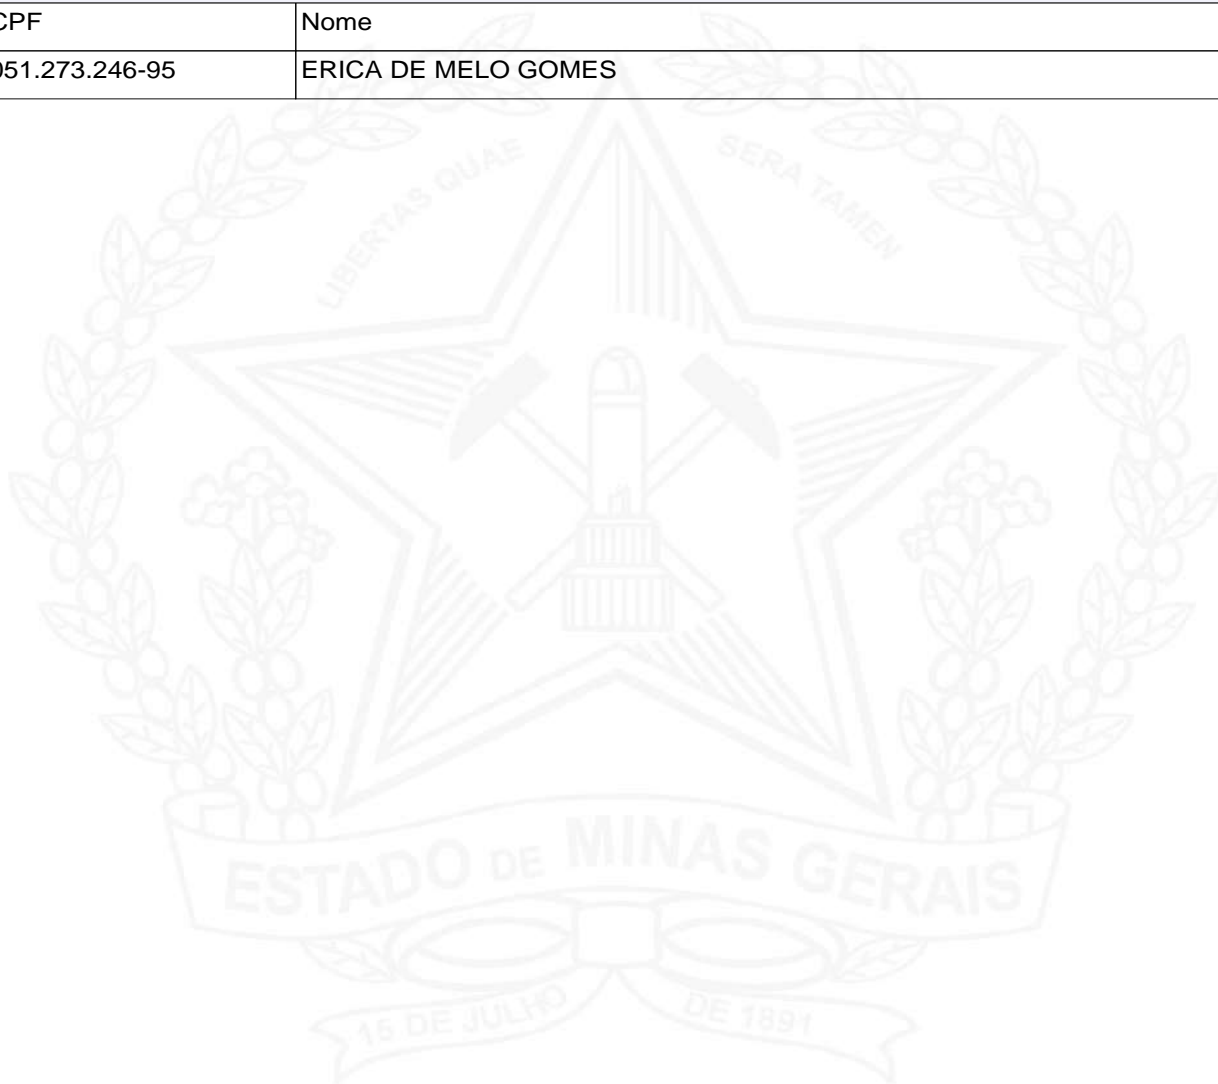 CPF Nome
051.273.246-95 ERICA DE MELO GOMES
LIBERTAS QUAE SERA TAMEN
ESTADO DE MINAS GERAIS
15 DE JULHO DE 1891